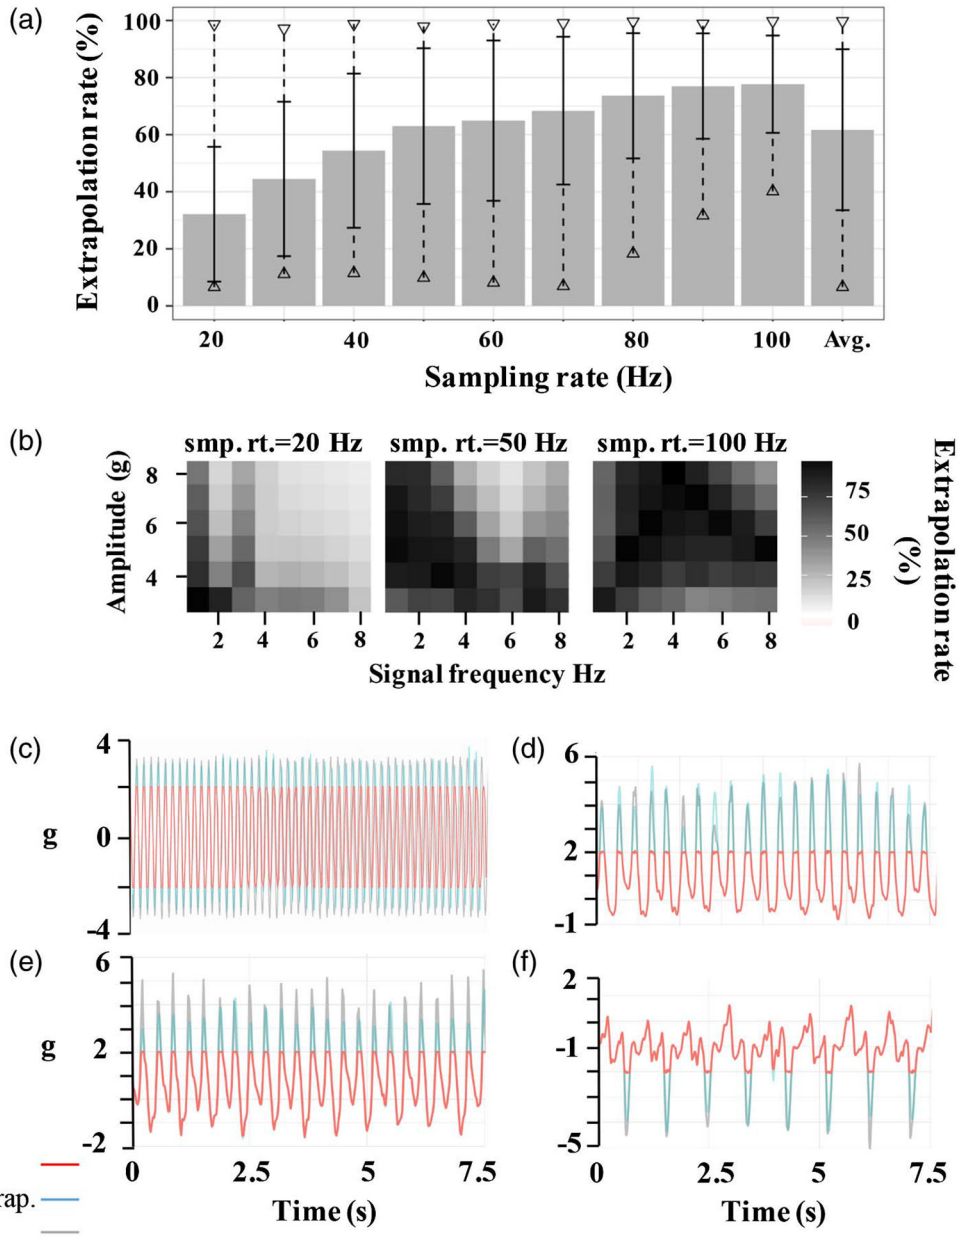 (a)
Extrapolation rate (%)
100
80
60
40
20
0
20 40 60 80 100 Avg.
Sampling rate (Hz)
(b)
smp. rt.=20 Hz smp. rt.=50 Hz smp. rt.=100 Hz
Amplitude (g)
8
6
4
2 4 6 8 2 4 6 8 2 4 6 8
Signal frequency Hz
75
50
25
0
Extrapolation rate
(%)
(c)
4
0
-4
g
(d)
6
2
-1
(e)
6
2
-2
g
0 2.5 5 7.5
Time (s)
(f)
2
-1
-5
0 2.5 5 7.5
Time (s)
rap.